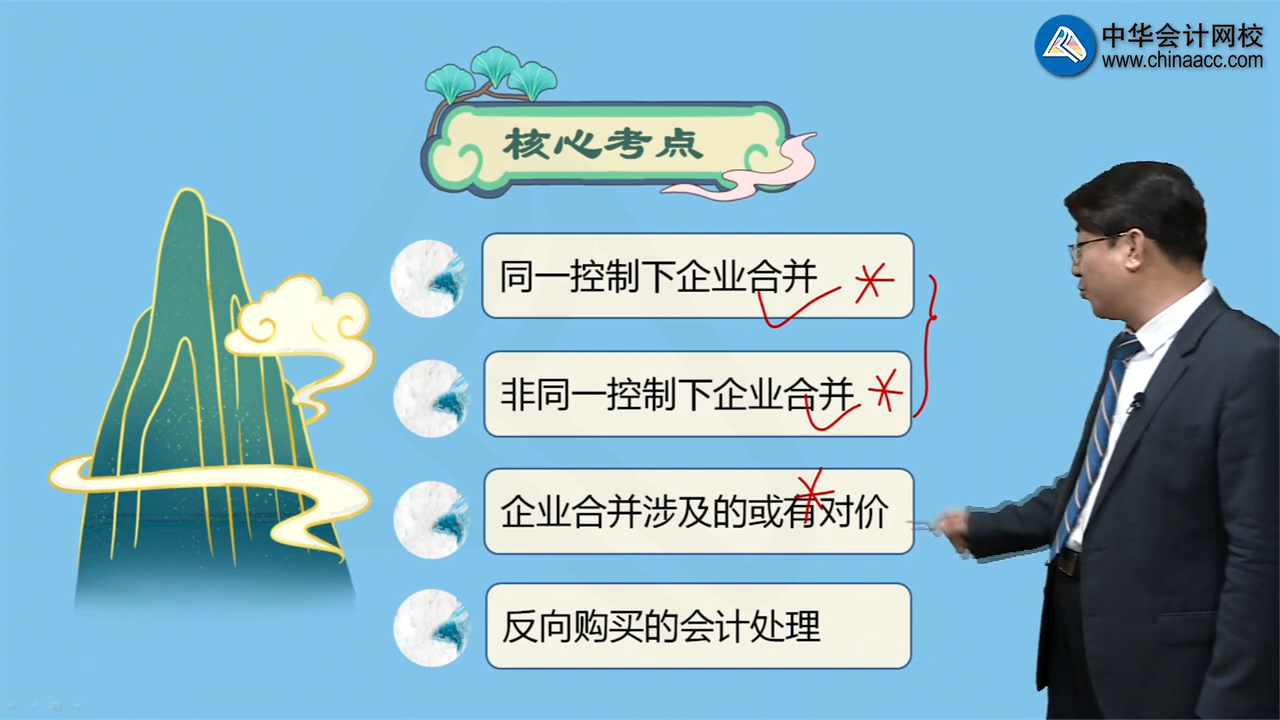 中华会计网校
www.chinaacc.com
核心考点
同一控制下企业合并
非同一控制下企业合并
企业合并涉及的或有对价
反向购买的会计处理